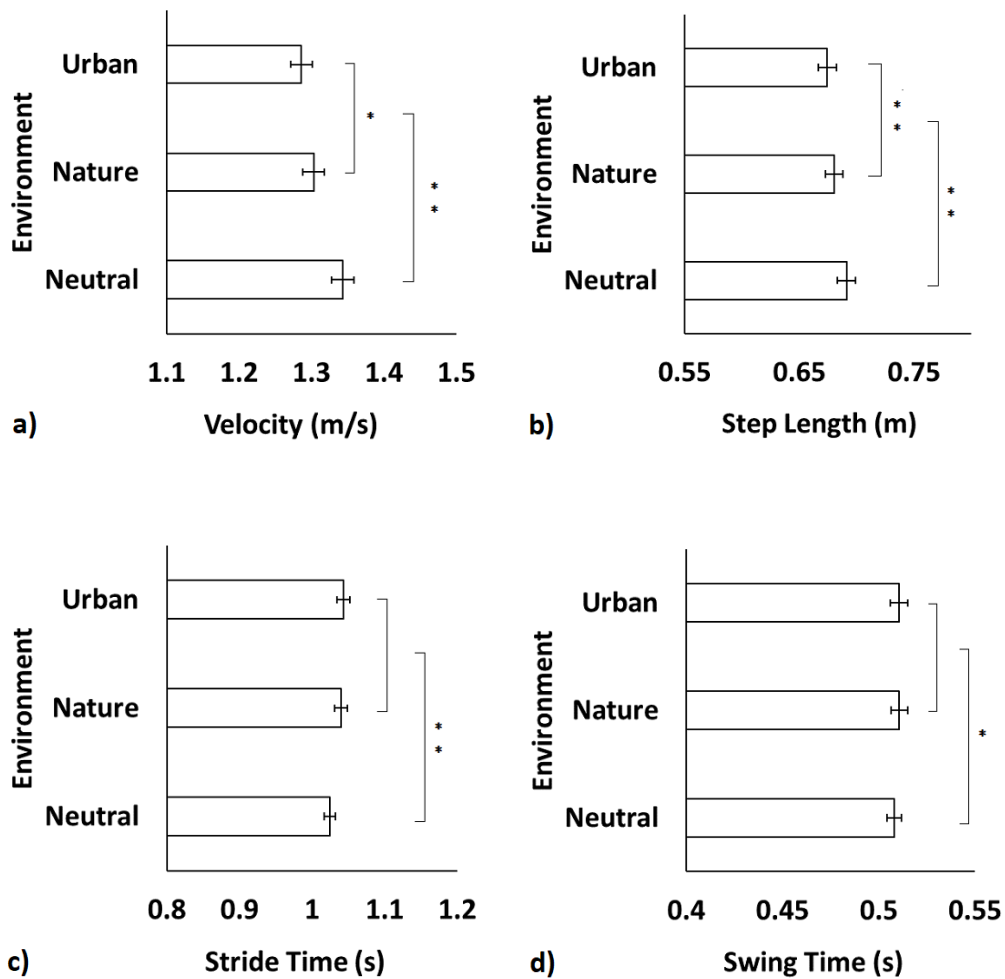 Environment
Urban
Nature
Neutral
*
* *
1.1 1.2 1.3 1.4 1.5
a) Velocity (m/s)
Environment
Urban
Nature
Neutral
* *
* *
0.55 0.65 0.75
b) Step Length (m)
Environment
Urban
Nature
Neutral
* *
0.8 0.9 1 1.1 1.2
c) Stride Time (s)
Environment
Urban
Nature
Neutral
*
0.4 0.45 0.5 0.55
d) Swing Time (s)